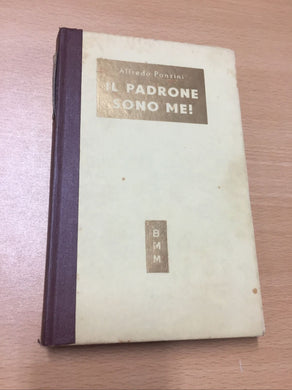 Alfredo Panzini
IL PADRONE
SONO ME!
B
M
M